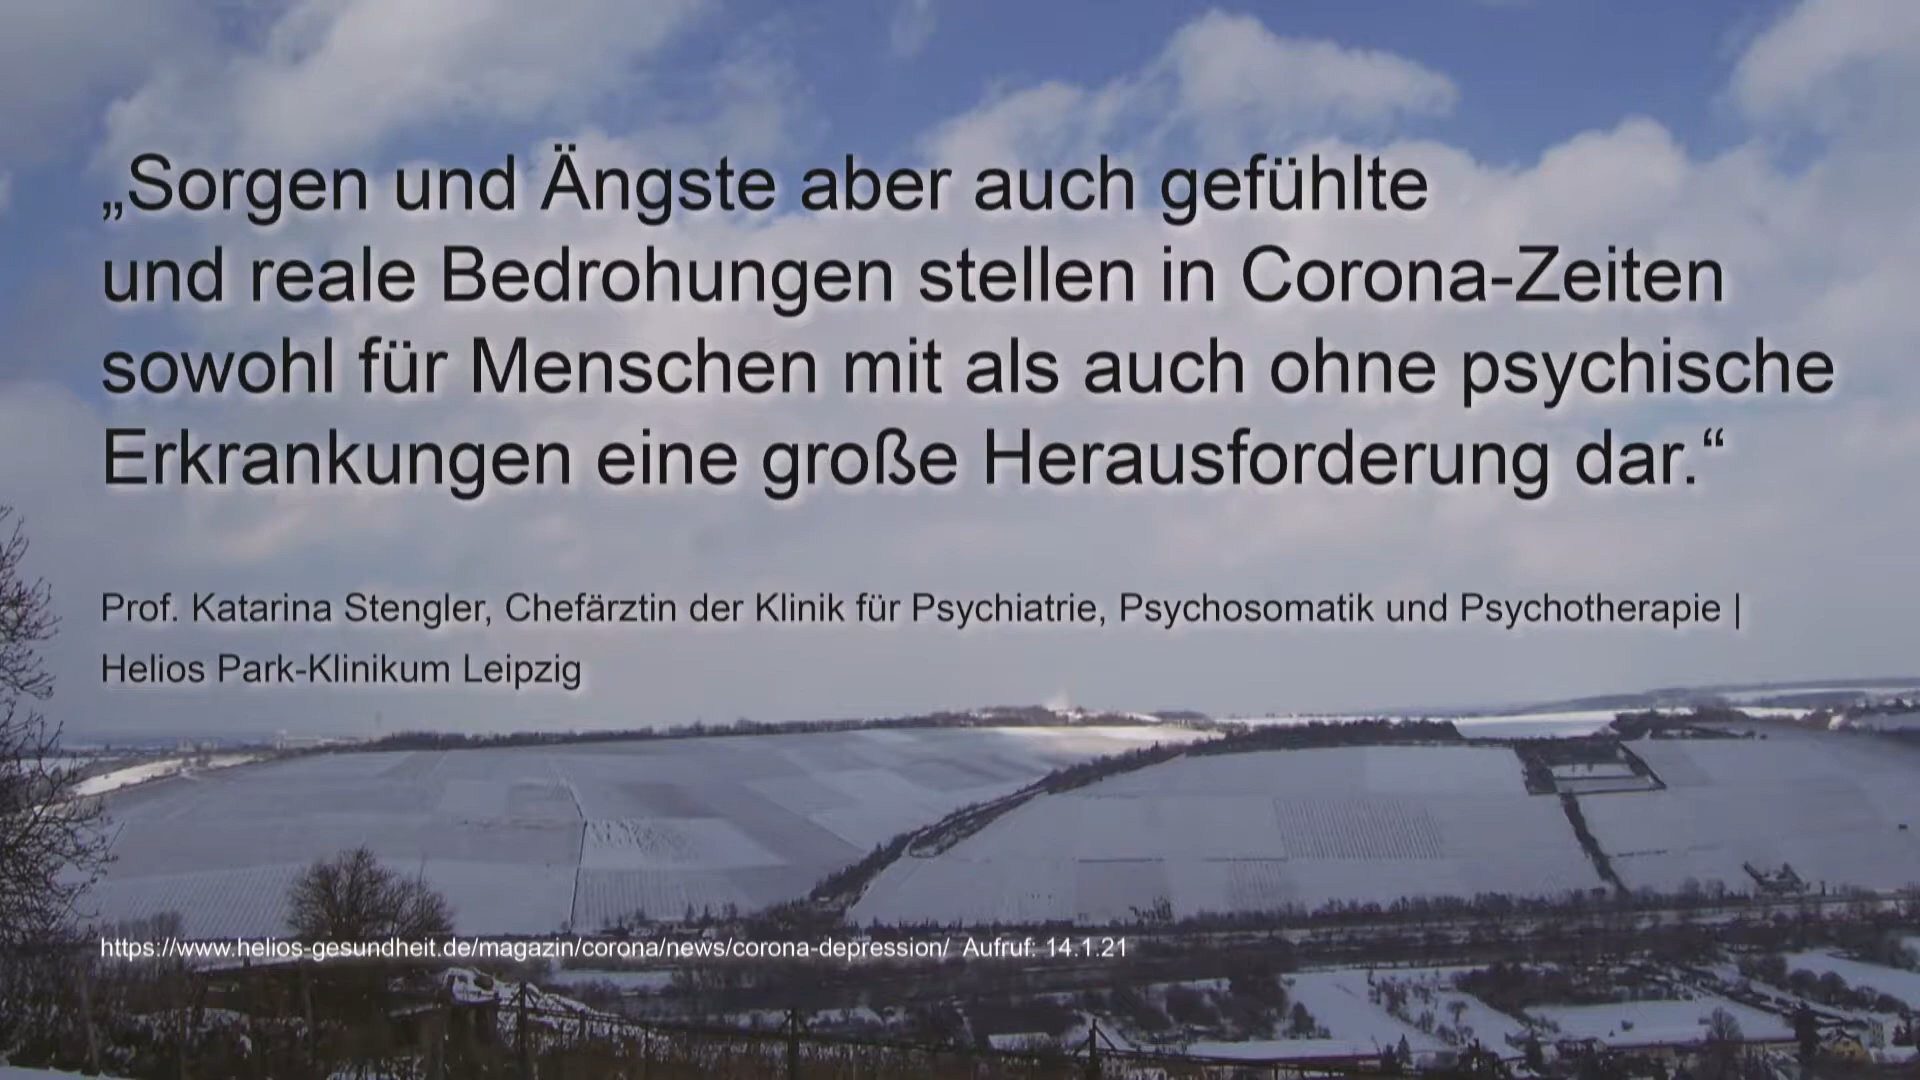 „Sorgen und Ängste aber auch gefühlte
und reale Bedrohungen stellen in Corona-Zeiten
sowohl für Menschen mit als auch ohne psychische
Erkrankungen eine große Herausforderung dar.“
Prof. Katarina Stengler, Chefärztin der Klinik für Psychiatrie, Psychosomatik und Psychotherapie |
Helios Park-Klinikum Leipzig
https://www.helios-gesundheit.de/magazin/corona/news/corona-depression/ Aufruf: 14.1.21